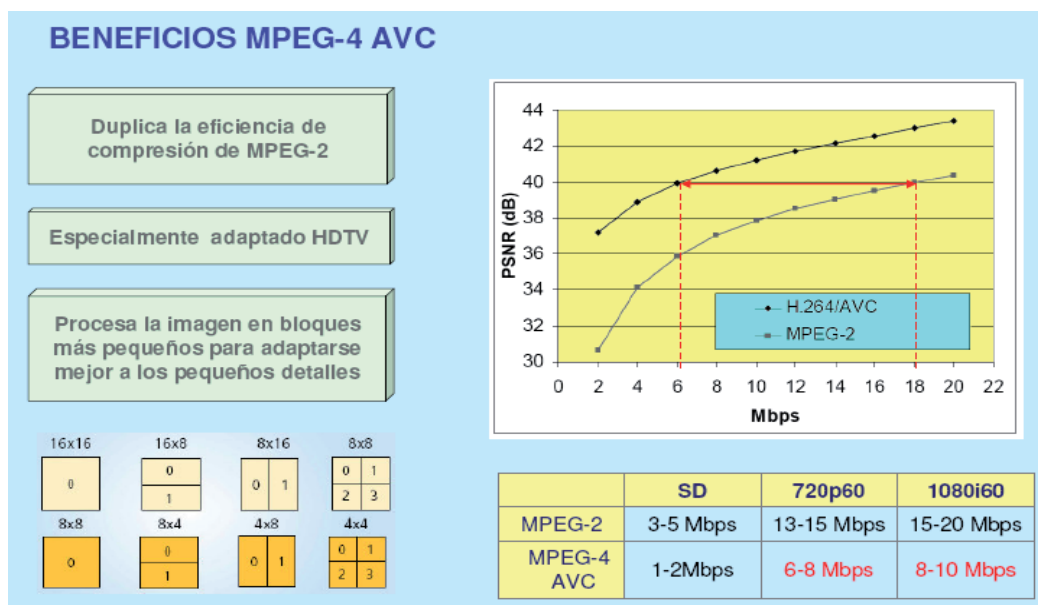 BENEFICIOS MPEG-4 AVC
Duplica la eficiencia de
compresión de MPEG-2
Especialmente adaptado HDTV
Procesa la imagen en bloques
más pequeños para adaptarse
mejor a los pequeños detalles
16x16 16x8 8x16 8x8
0 0 1 0 1 0 1 2 3
8x8 8x4 4x8 4x4
0 0 1 0 1 0 1 2 3
PSNR (dB)
44
42
40
38
36
34
32
30
0 2 4 6 8 10 12 14 16 18 20 22
Mbps
H.264/AVC
MPEG-2
SD 720p60 1080i60
MPEG-2 3-5 Mbps 13-15 Mbps 15-20 Mbps
MPEG-4
AVC 1-2Mbps 6-8 Mbps 8-10 Mbps